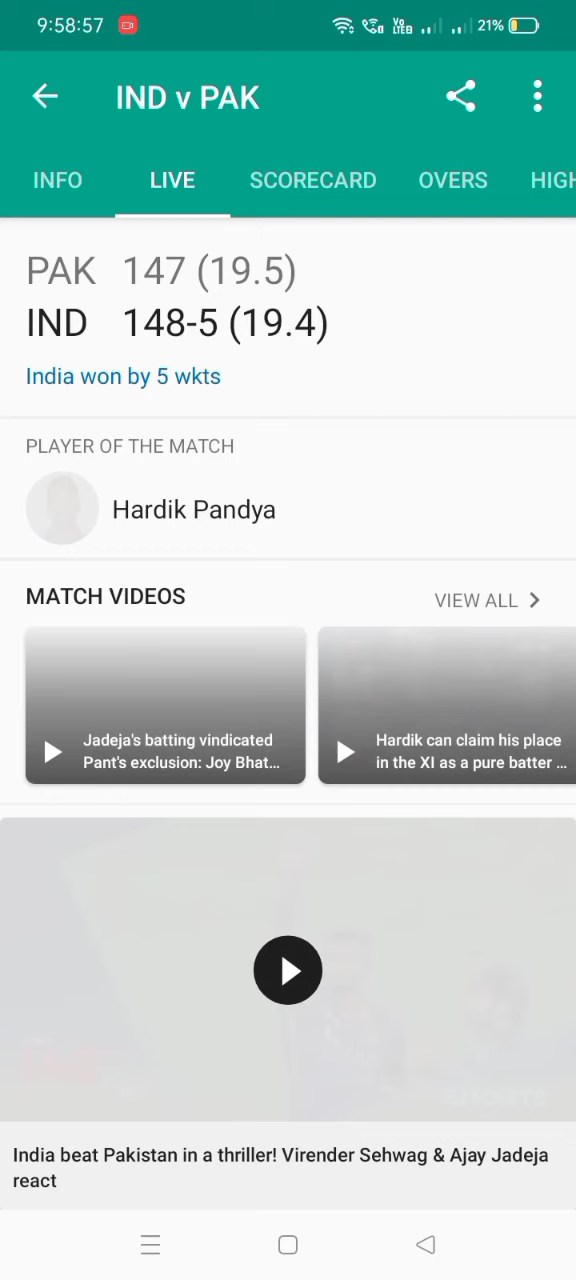 9:58:57
Vo
LTE
21%
IND v PAK
INFO LIVE SCORECARD OVERS HIGH
PAK 147 (19.5)
IND 148-5 (19.4)
India won by 5 wkts
PLAYER OF THE MATCH
Hardik Pandya
MATCH VIDEOS VIEW ALL
Jadeja's batting vindicated
Pant's exclusion: Joy Bhat...
Hardik can claim his place
in the XI as a pure batter ...
India beat Pakistan in a thriller! Virender Sehwag & Ajay Jadeja
react